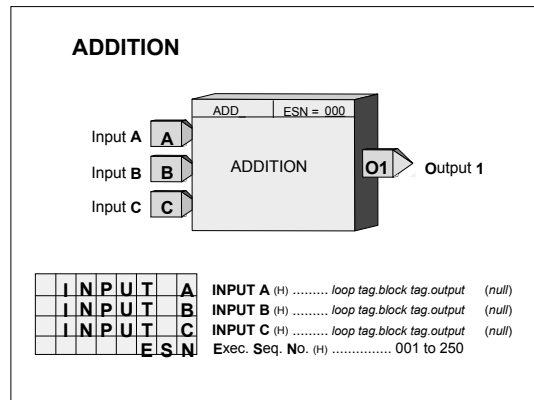 ADDITION
ADD_ ESN = 000
Input A A
Input B B
Input C C
ADDITION
O1 Output 1
INPUT A INPUT A (H) ......... loop tag.block tag.output (null)
INPUT B INPUT B (H) ......... loop tag.block tag.output (null)
INPUT C INPUT C (H) ......... loop tag.block tag.output (null)
ESN Exec. Seq. No. (H) ............... 001 to 250